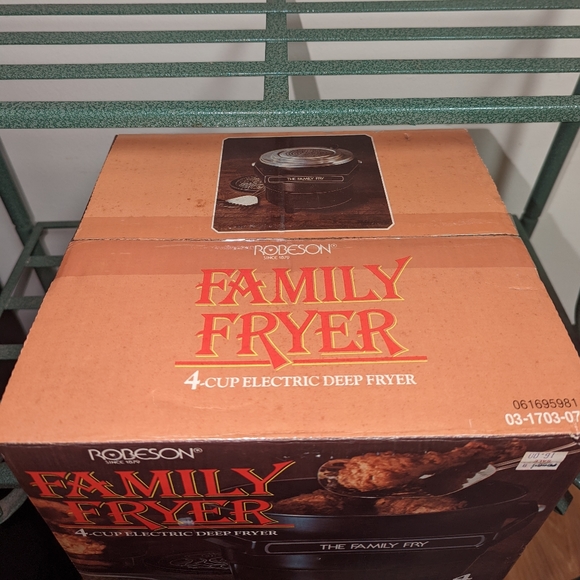 THE FAMILY FRY
ROBESON®
SINCE 1879
FAMILY
FRYER
4-CUP ELECTRIC DEEP FRYER
061695981
03-1703-07
ROBESON®
SINCE 1879
FAMILY
FRYER
4-CUP ELECTRIC DEEP FRYER
THE FAMILY FRY
4